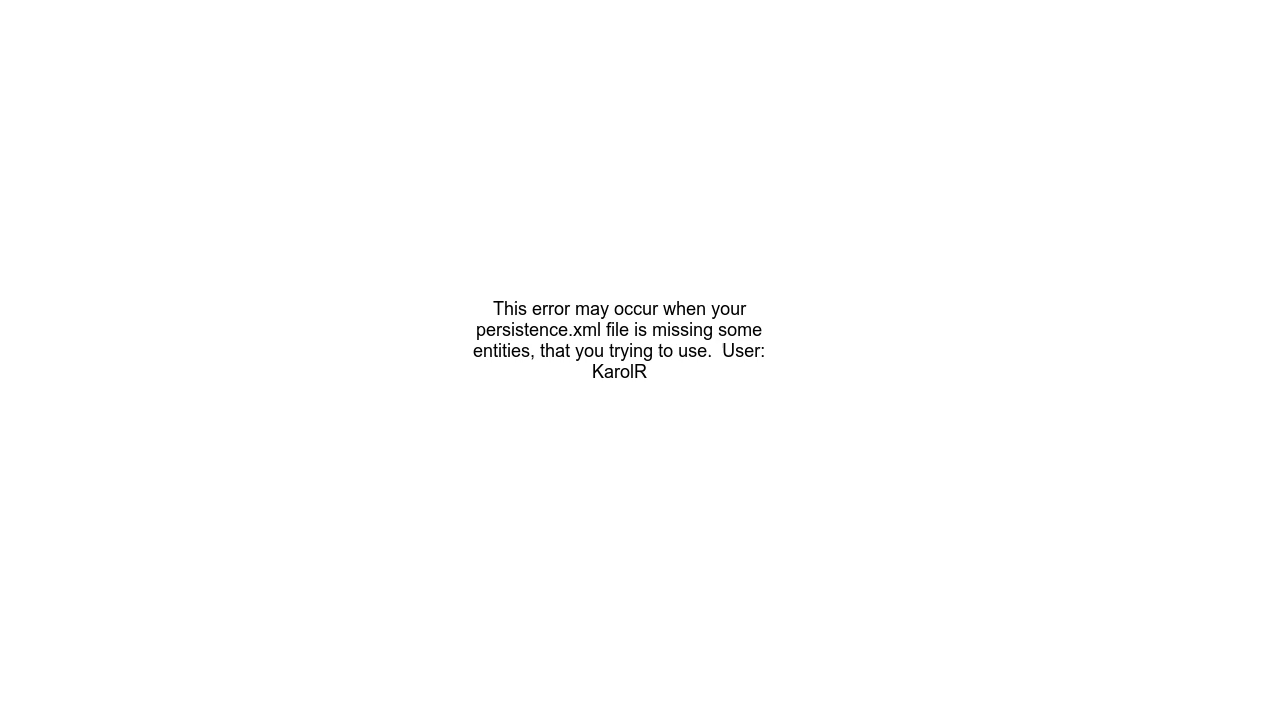 This error may occur when your
persistence.xml file is missing some
entities, that you trying to use.  User:
KarolR